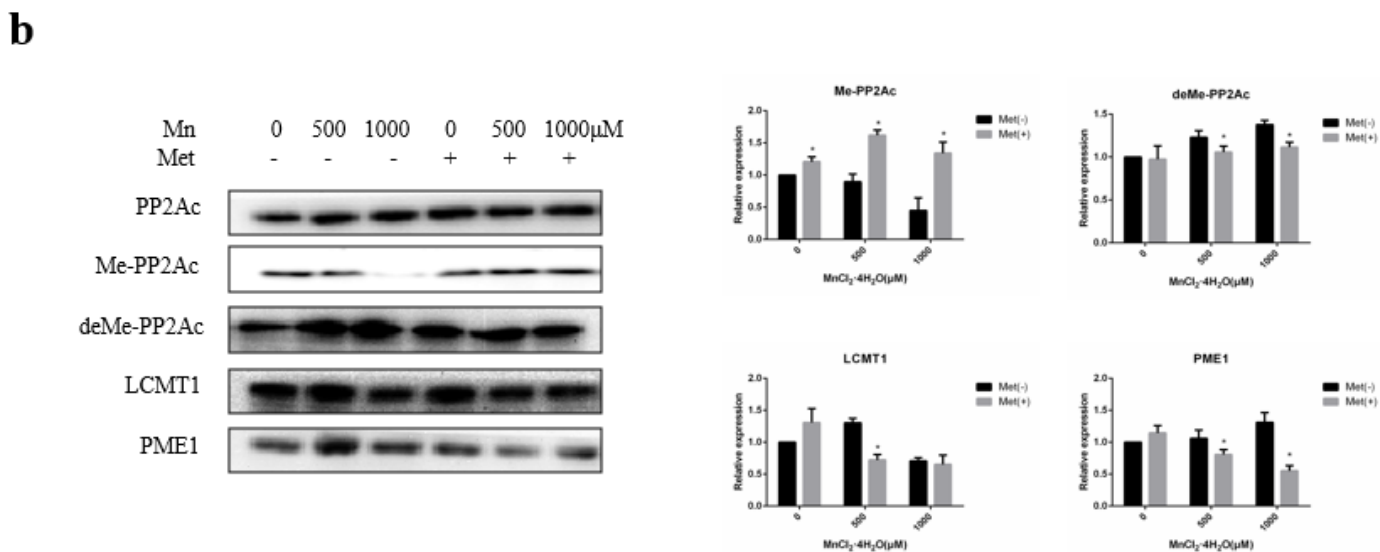 b
Mn 0 500 1000 0 500 1000μM
Met - - - + + +
PP2Ac
Me-PP2Ac
deMe-PP2Ac
LCMT1
PME1
Me-PP2Ac
Relative expression
2.0
1.5
1.0
0.5
0.0
* * *
0 500 1000
MnCl₂·4H₂O(μM)
Met(-)
Met(+)
deMe-PP2Ac
Relative expression
1.5
1.0
0.5
0.0
* *
0 500 1000
MnCl₂·4H₂O(μM)
Met(-)
Met(+)
LCMT1
Relative expression
2.0
1.5
1.0
0.5
0.0
*
0 500 1000
MnCl₂·4H₂O(μM)
Met(-)
Met(+)
PME1
Relative expression
2.0
1.5
1.0
0.5
0.0
* *
0 500 1000
MnCl₂·4H₂O(μM)
Met(-)
Met(+)